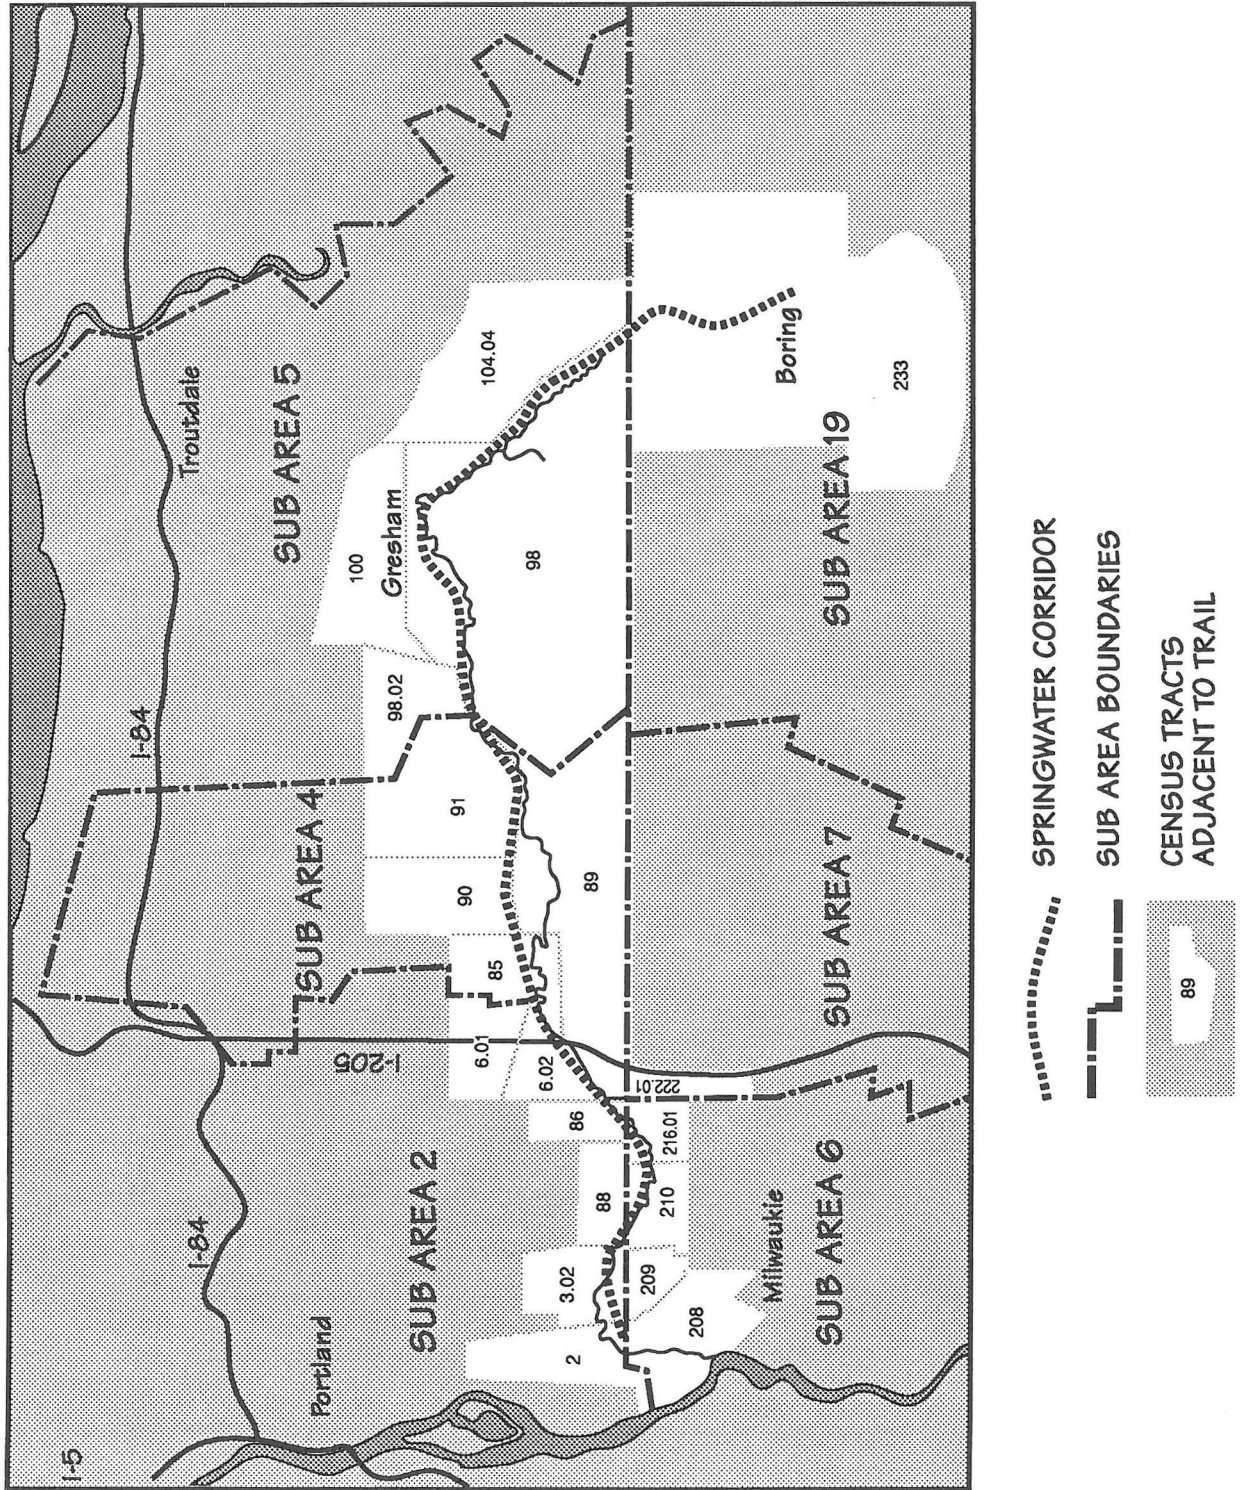 I-5
I-84
I-84
Portland
Troutdale
SUB AREA 2
I-205
SUB AREA 4
SUB AREA 5
98.02
100
Gresham
104.04
91
90
85
6.01
6.02
86
88
3.02
2
98
89
222.01
216.01
210
209
208
Milwaukie
SUB AREA 6
SUB AREA 7
SUB AREA 19
Boring
233
SPRINGWATER CORRIDOR
SUB AREA BOUNDARIES
89
CENSUS TRACTS
ADJACENT TO TRAIL